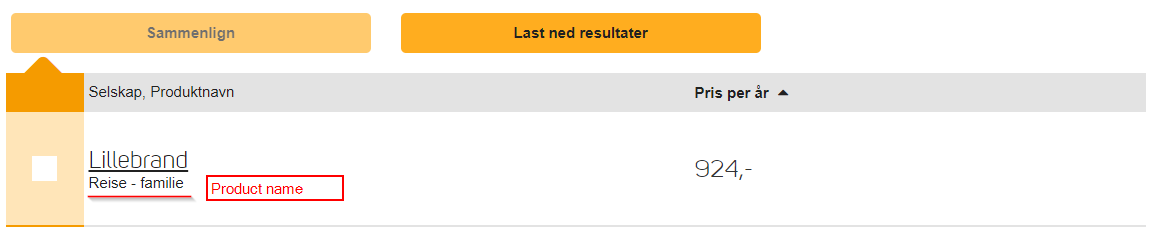 Sammenlign
Last ned resultater
Selskap, Produktnavn
Pris per år
Lillebrand
924,-
Reise - familie
Product name